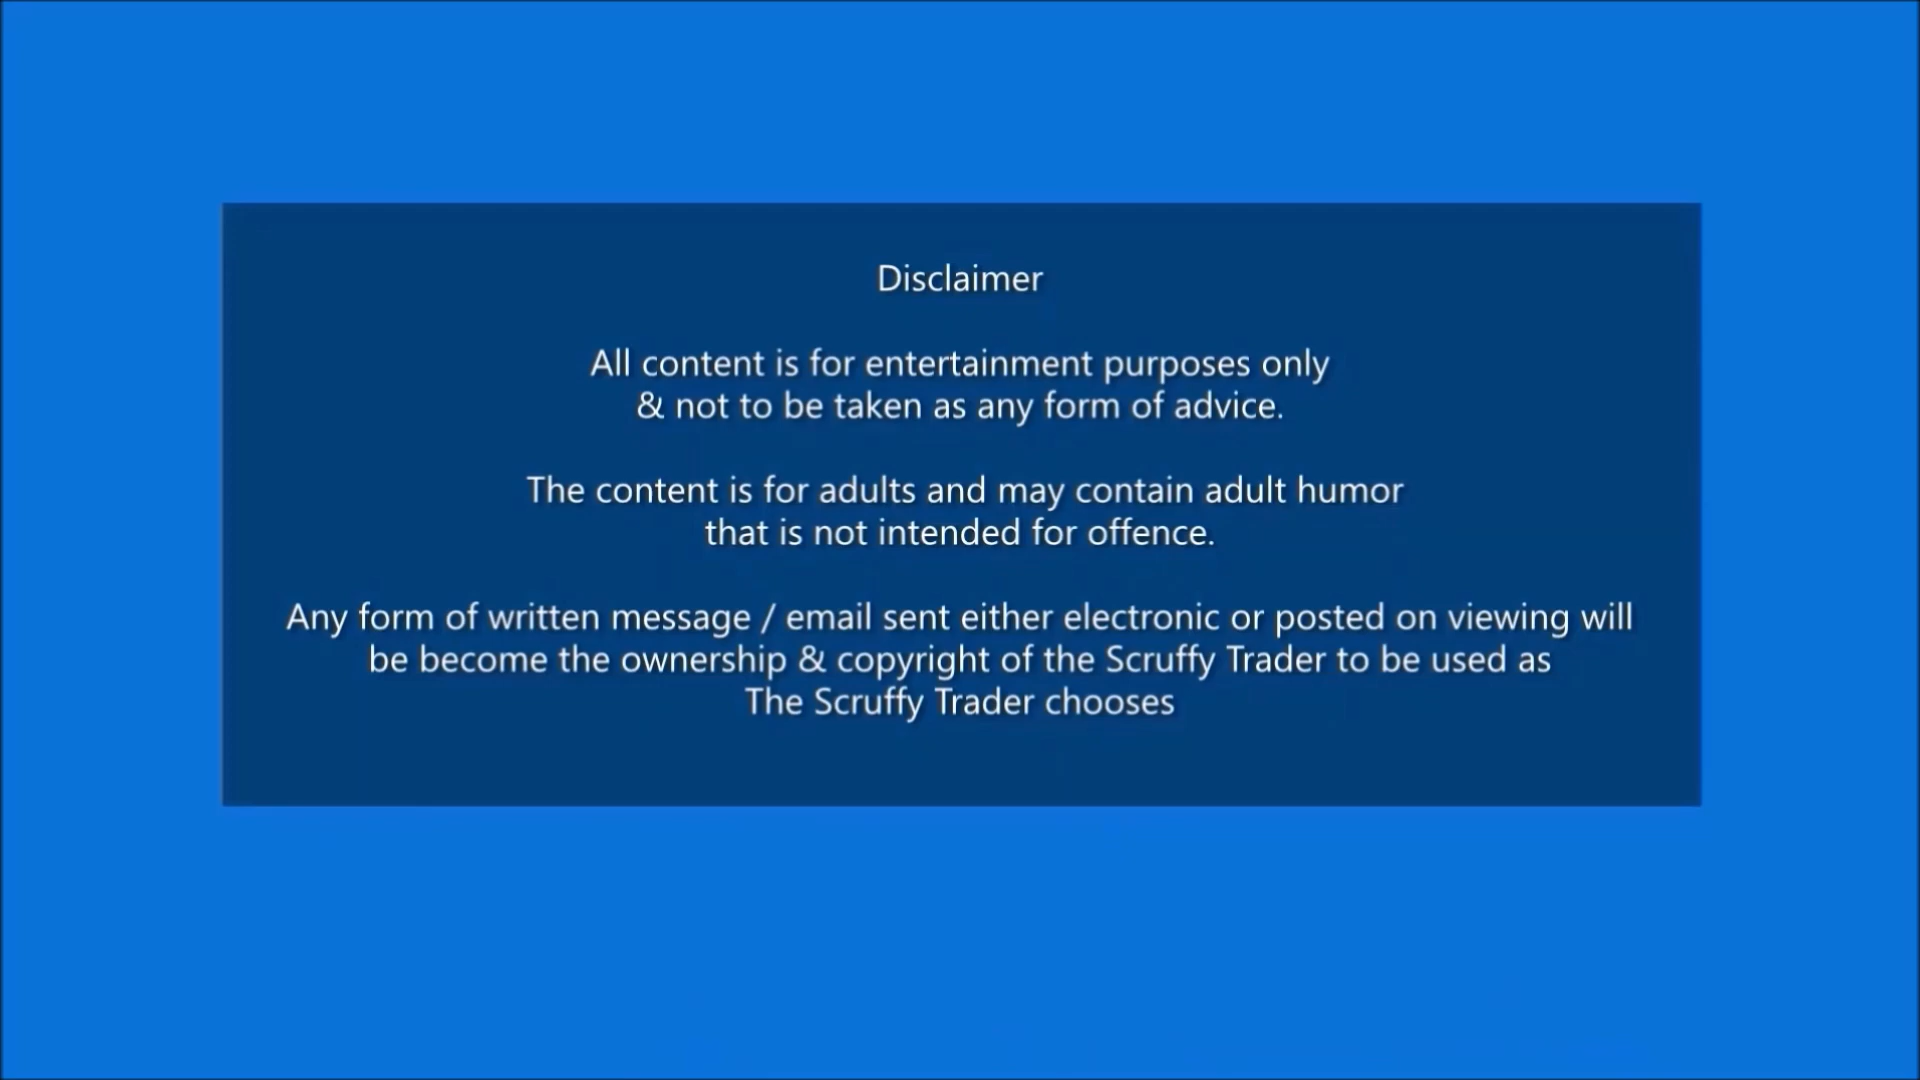 Disclaimer
All content is for entertainment purposes only
& not to be taken as any form of advice.
The content is for adults and may contain adult humor
that is not intended for offence.
Any form of written message / email sent either electronic or posted on viewing will
be become the ownership & copyright of the Scruffy Trader to be used as
The Scruffy Trader chooses